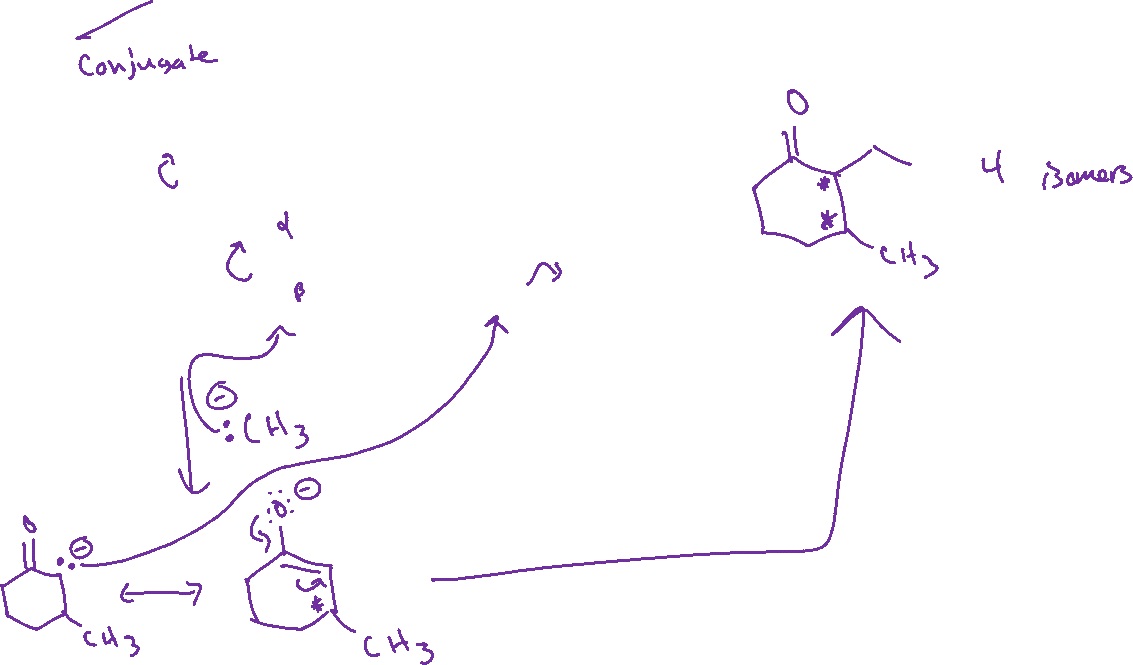 Conjugate
O
4 isomers
* *
CH3
α
β
⊖
:CH3
:O: ⊖
O : ⊖
*
CH3
CH3